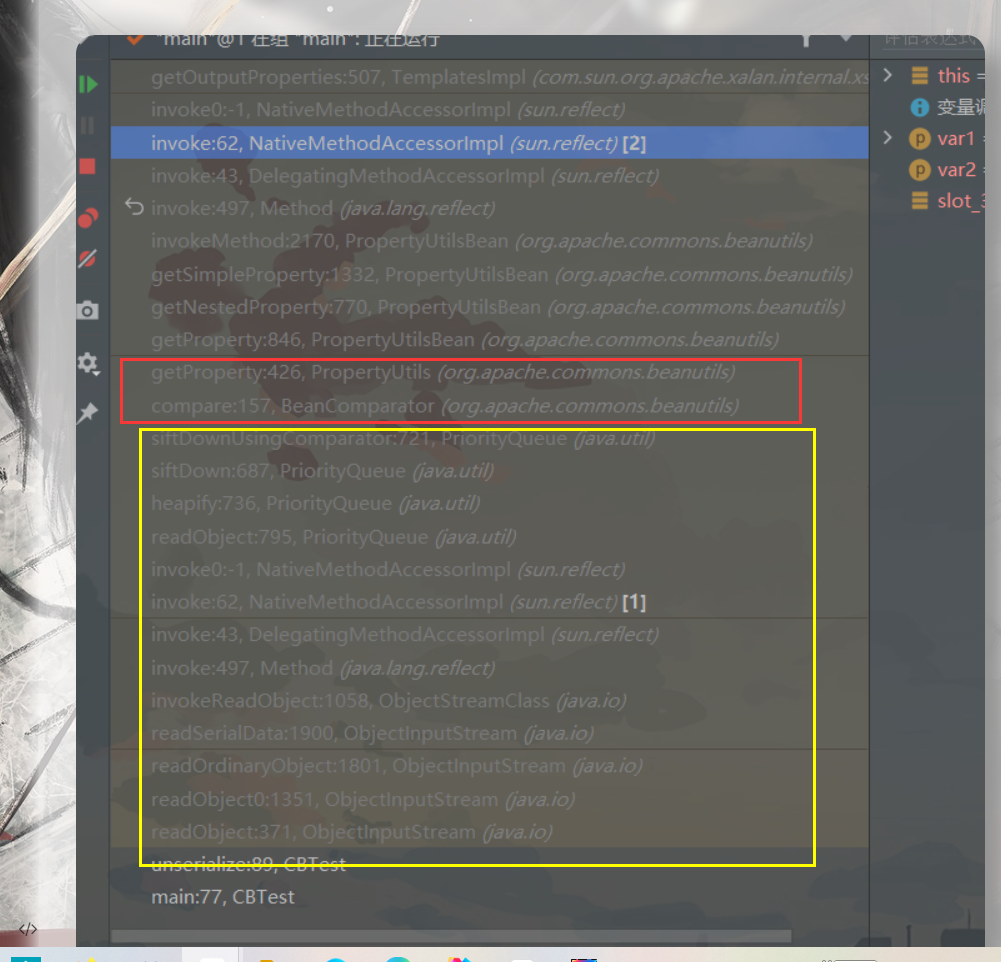 "main"@1 在组 "main": 正在运行
评估表达式
getOutputProperties:507, TemplatesImpl (com.sun.org.apache.xalan.internal.xs
invoke0:-1, NativeMethodAccessorImpl (sun.reflect)
invoke:62, NativeMethodAccessorImpl (sun.reflect) [2]
invoke:43, DelegatingMethodAccessorImpl (sun.reflect)
invoke:497, Method (java.lang.reflect)
invokeMethod:2170, PropertyUtilsBean (org.apache.commons.beanutils)
getSimpleProperty:1332, PropertyUtilsBean (org.apache.commons.beanutils)
getNestedProperty:770, PropertyUtilsBean (org.apache.commons.beanutils)
getProperty:846, PropertyUtilsBean (org.apache.commons.beanutils)
getProperty:426, PropertyUtils (org.apache.commons.beanutils)
compare:157, BeanComparator (org.apache.commons.beanutils)
siftDownUsingComparator:721, PriorityQueue (java.util)
siftDown:687, PriorityQueue (java.util)
heapify:736, PriorityQueue (java.util)
readObject:795, PriorityQueue (java.util)
invoke0:-1, NativeMethodAccessorImpl (sun.reflect)
invoke:62, NativeMethodAccessorImpl (sun.reflect) [1]
invoke:43, DelegatingMethodAccessorImpl (sun.reflect)
invoke:497, Method (java.lang.reflect)
invokeReadObject:1058, ObjectStreamClass (java.io)
readSerialData:1900, ObjectInputStream (java.io)
readOrdinaryObject:1801, ObjectInputStream (java.io)
readObject0:1351, ObjectInputStream (java.io)
readObject:371, ObjectInputStream (java.io)
unserialize:89, CBTest
main:77, CBTest
this =
变量调
p var1 =
p var2 =
slot_3